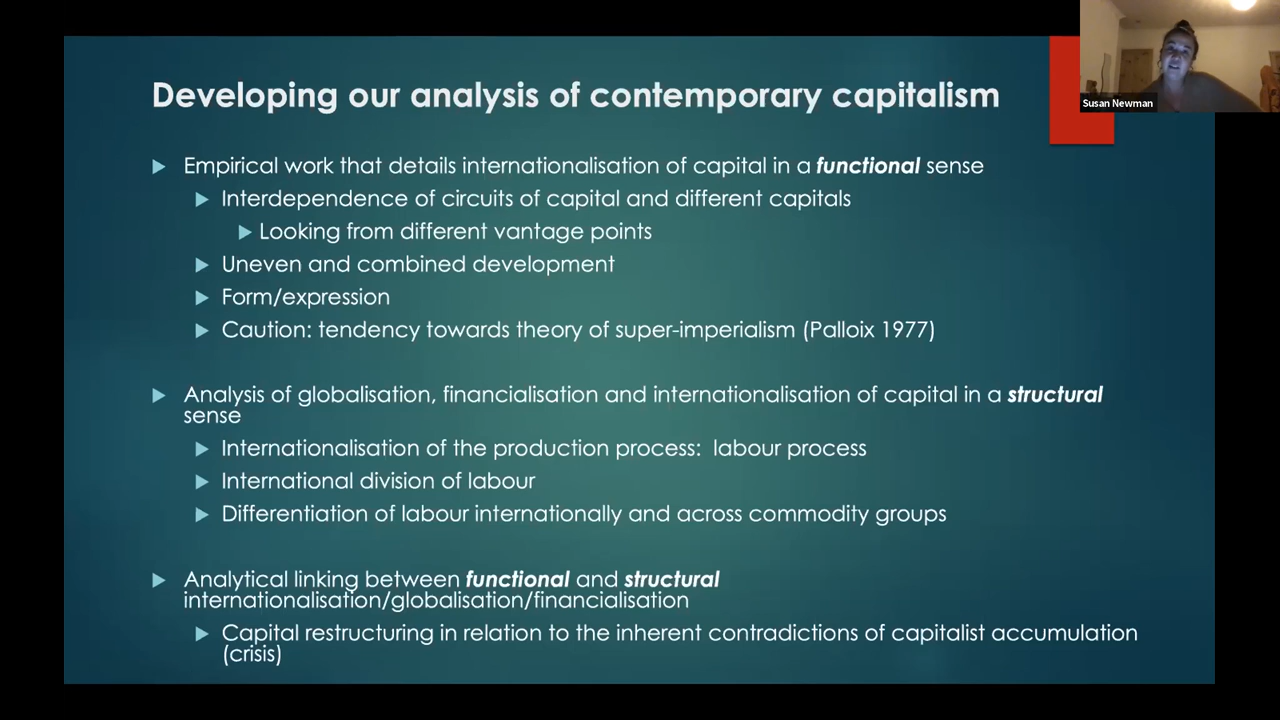 Developing our analysis of contemporary capitalism
Susan Newman
Empirical work that details internationalisation of capital in a functional sense
Interdependence of circuits of capital and different capitals
Looking from different vantage points
Uneven and combined development
Form/expression
Caution: tendency towards theory of super-imperialism (Palloix 1977)
Analysis of globalisation, financialisation and internationalisation of capital in a structural
sense
Internationalisation of the production process: labour process
International division of labour
Differentiation of labour internationally and across commodity groups
Analytical linking between functional and structural
internationalisation/globalisation/financialisation
Capital restructuring in relation to the inherent contradictions of capitalist accumulation
(crisis)